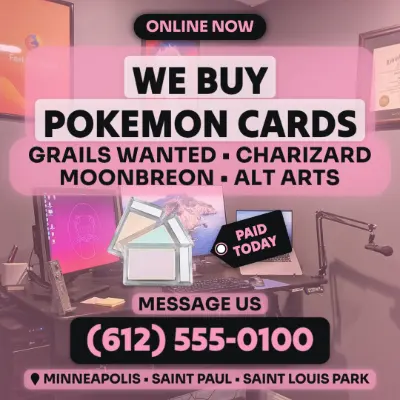 ONLINE NOW
WE BUY
POKEMON CARDS
GRAILS WANTED ▪ CHARIZARD
MOONBREON ▪ ALT ARTS
PAID
TODAY
MESSAGE US
(612) 555-0100
MINNEAPOLIS ▪ SAINT PAUL ▪ SAINT LOUIS PARK